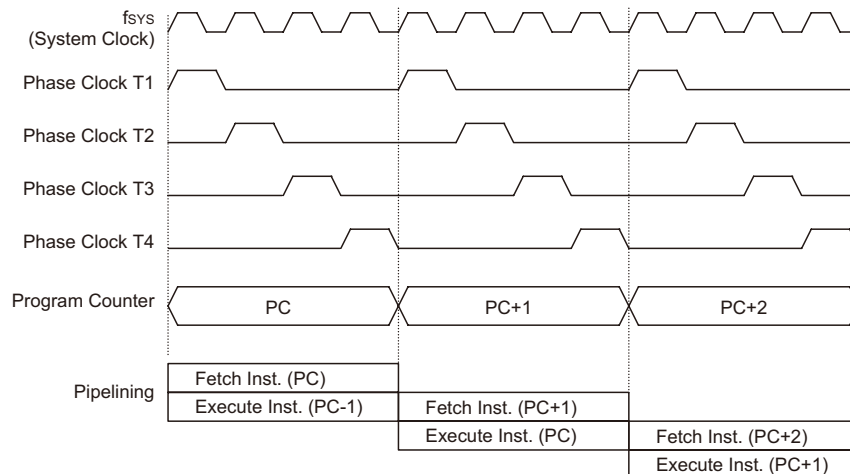 fSYS
(System Clock)
Phase Clock T1
Phase Clock T2
Phase Clock T3
Phase Clock T4
Program Counter
PC
PC+1
PC+2
Pipelining
Fetch Inst. (PC)
Execute Inst. (PC-1)
Fetch Inst. (PC+1)
Execute Inst. (PC)
Fetch Inst. (PC+2)
Execute Inst. (PC+1)